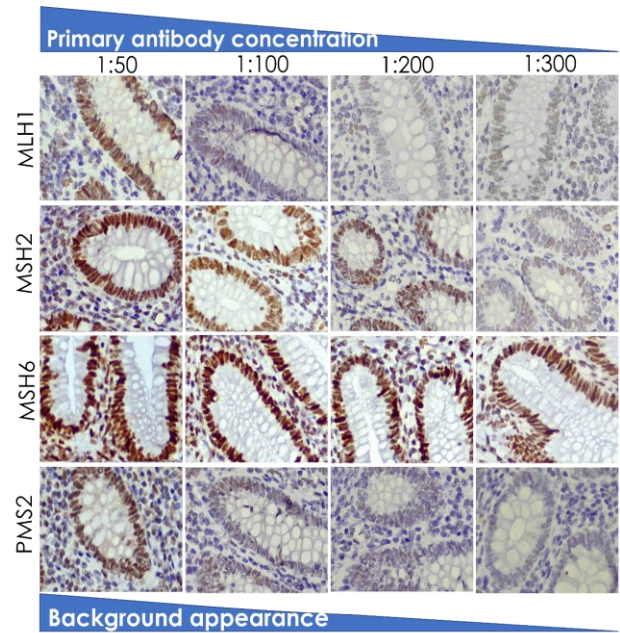 Primary antibody concentration
1:50 1:100 1:200 1:300
MLH1
MSH2
MSH6
PMS2
Background appearance